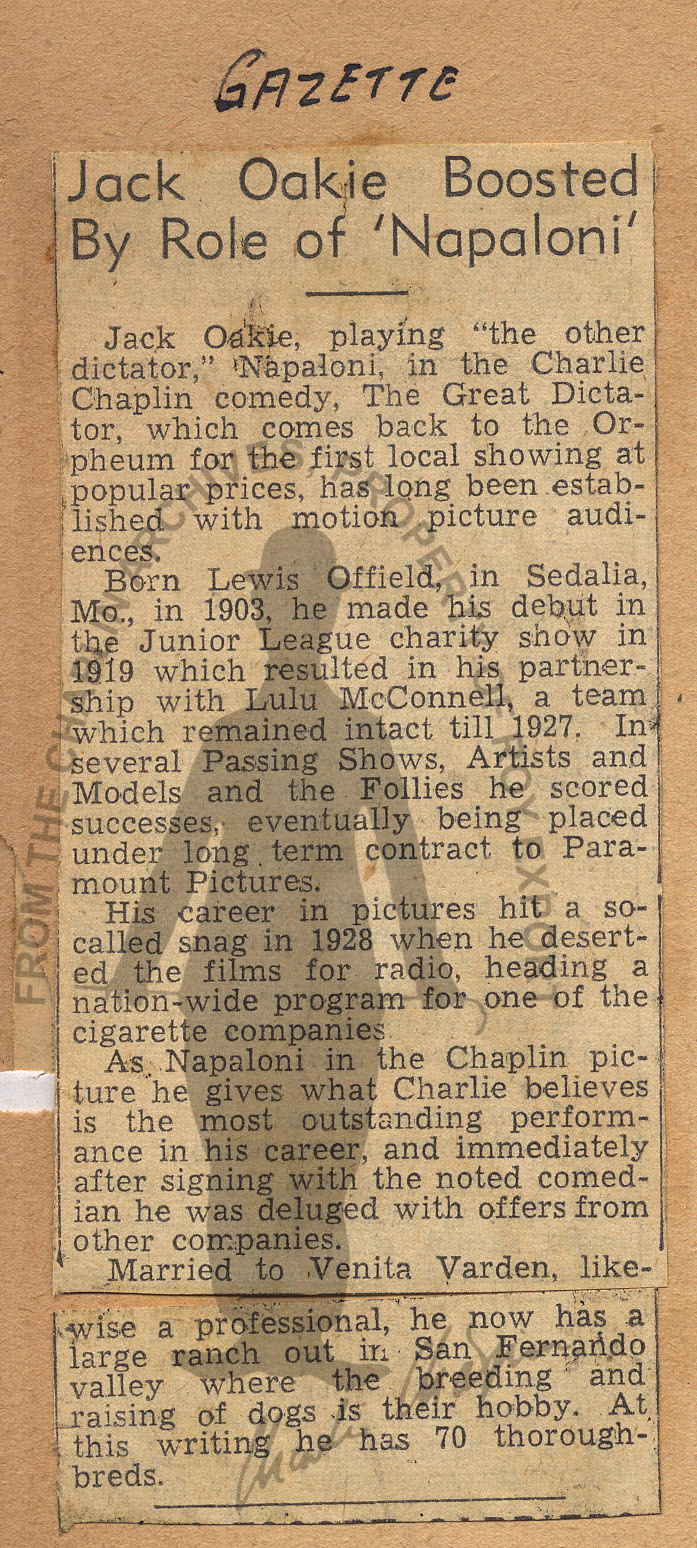 GAZETTE
Jack Oakie Boosted
By Role of 'Napaloni'
Jack Oakie, playing "the other
dictator," Napaloni, in the Charlie
Chaplin comedy, The Great Dicta-
tor, which comes back to the Or-
pheum for the first local showing at
popular prices, has long been estab-
lished with motion picture audi-
ences.
Born Lewis Offield, in Sedalia,
Mo., in 1903, he made his debut in
the Junior League charity show in
1919 which resulted in his partner-
ship with Lulu McConnell, a team
which remained intact till 1927. In
several Passing Shows, Artists and
Models and the Follies he scored
successes, eventually being placed
under long term contract to Para-
mount Pictures.
His career in pictures hit a so-
called snag in 1928 when he desert-
ed the films for radio, heading a
nation-wide program for one of the
cigarette companies
As Napaloni in the Chaplin pic-
ture he gives what Charlie believes
is the most outstanding perform-
ance in his career, and immediately
after signing with the noted comed-
ian he was deluged with offers from
other companies.
Married to Venita Varden, like-
wise a professional, he now has a
large ranch out in San Fernando
valley where the breeding and
raising of dogs is their hobby. At
this writing he has 70 thorough-
breds.
FROM THE CHAPLIN ARCHIVES, PROPERTY OF ROY EXPORT